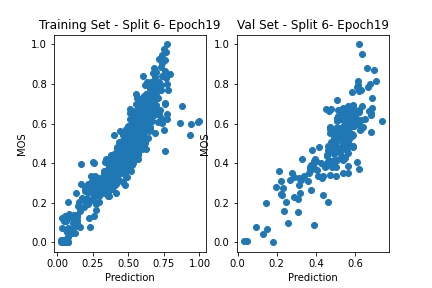 Training Set - Split 6- Epoch19 Val Set - Split 6- Epoch19
1.0 1.0
0.8 0.8
0.6 0.6
MOS MOS
0.4 0.4
0.2 0.2
0.0 0.0
0.00 0.25 0.50 0.75 1.00 0.0 0.2 0.4 0.6
Prediction Prediction